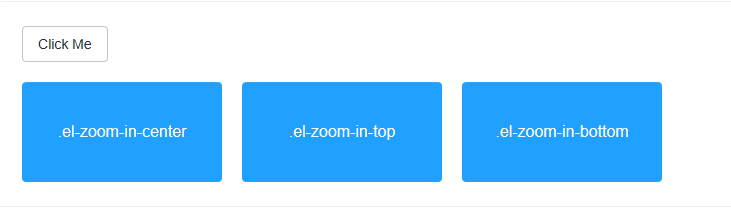 Click Me
.el-zoom-in-center
.el-zoom-in-top
.el-zoom-in-bottom